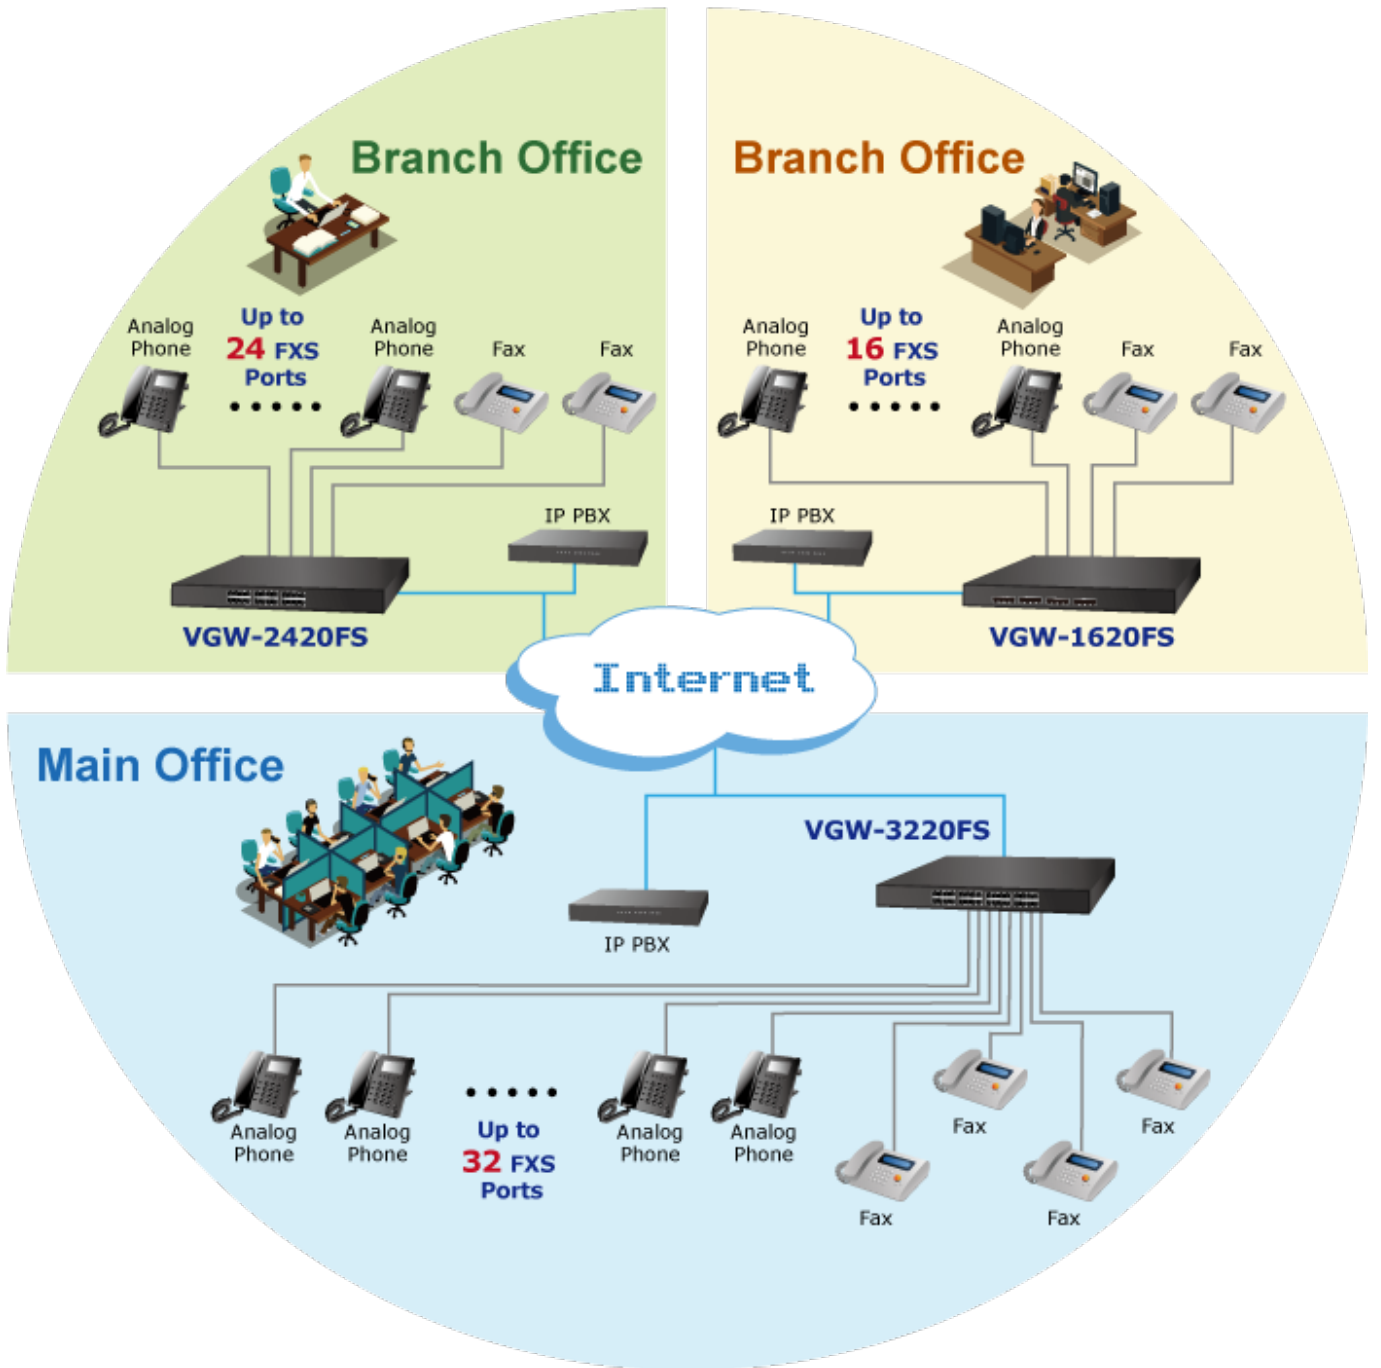 Branch Office
Analog
Phone
Up to
24 FXS
Ports
Analog
Phone
Fax
Fax
IP PBX
VGW-2420FS
Branch Office
Analog
Phone
Up to
16 FXS
Ports
Analog
Phone
Fax
Fax
IP PBX
VGW-1620FS
Internet
Main Office
VGW-3220FS
IP PBX
Analog
Phone
Analog
Phone
Up to
32 FXS
Ports
Analog
Phone
Analog
Phone
Fax
Fax
Fax
Fax